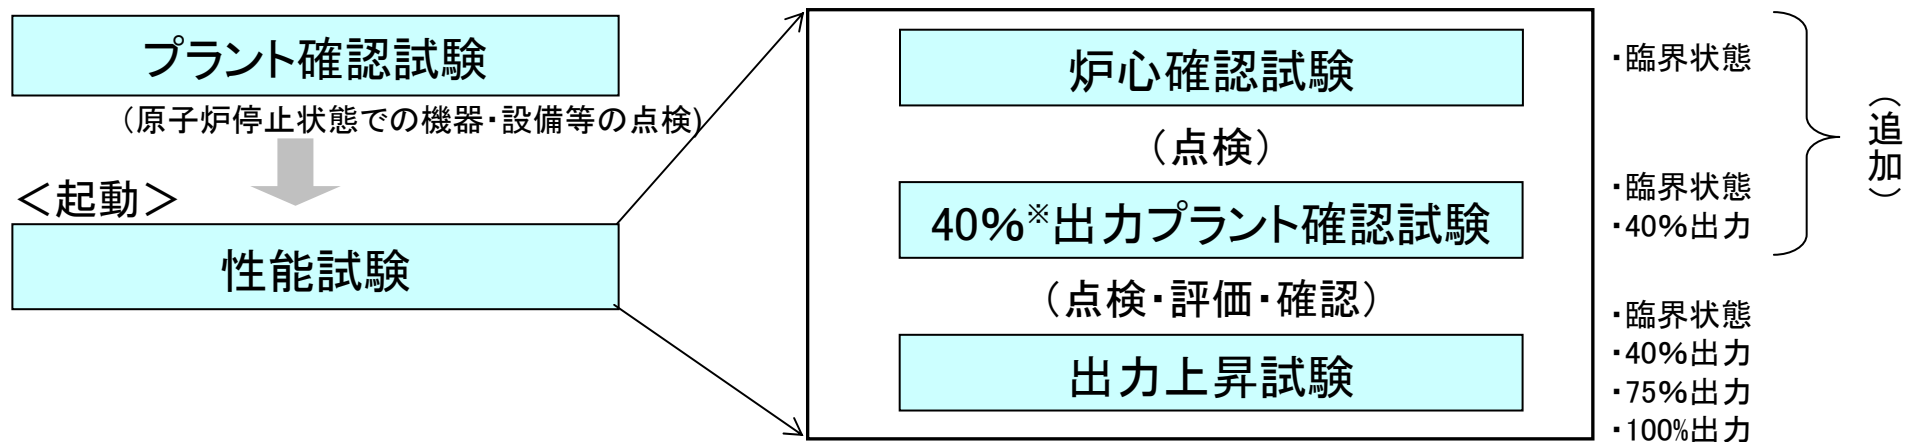 プラント確認試験
（原子炉停止状態での機器・設備等の点検)
＜起動＞
性能試験
炉心確認試験
（点検）
40%※出力プラント確認試験
（点検・評価・確認）
出力上昇試験
・臨界状態
・臨界状態
・40%出力
・臨界状態
・40%出力
・75%出力
・100%出力
（追加）